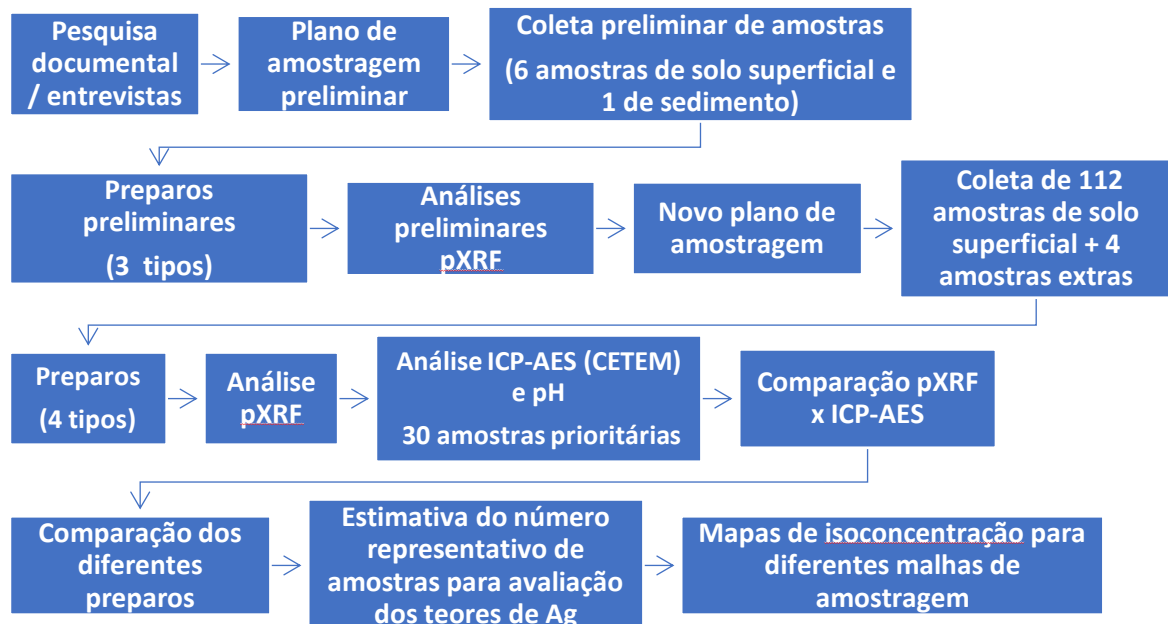 Pesquisa
documental
/ entrevistas
Plano de
amostragem
preliminar
Coleta preliminar de amostras
(6 amostras de solo superficial e
1 de sedimento)
Preparos
preliminares
(3 tipos)
Análises
preliminares
pXRF
Novo plano de
amostragem
Coleta de 112
amostras de solo
superficial + 4
amostras extras
Preparos
(4 tipos)
Análise
pXRF
Análise ICP-AES (CETEM)
e pH
30 amostras prioritárias
Comparação pXRF
x ICP-AES
Comparação dos
diferentes
preparos
Estimativa do número
representativo de
amostras para avaliação
dos teores de Ag
Mapas de isoconcentração para
diferentes malhas de
amostragem